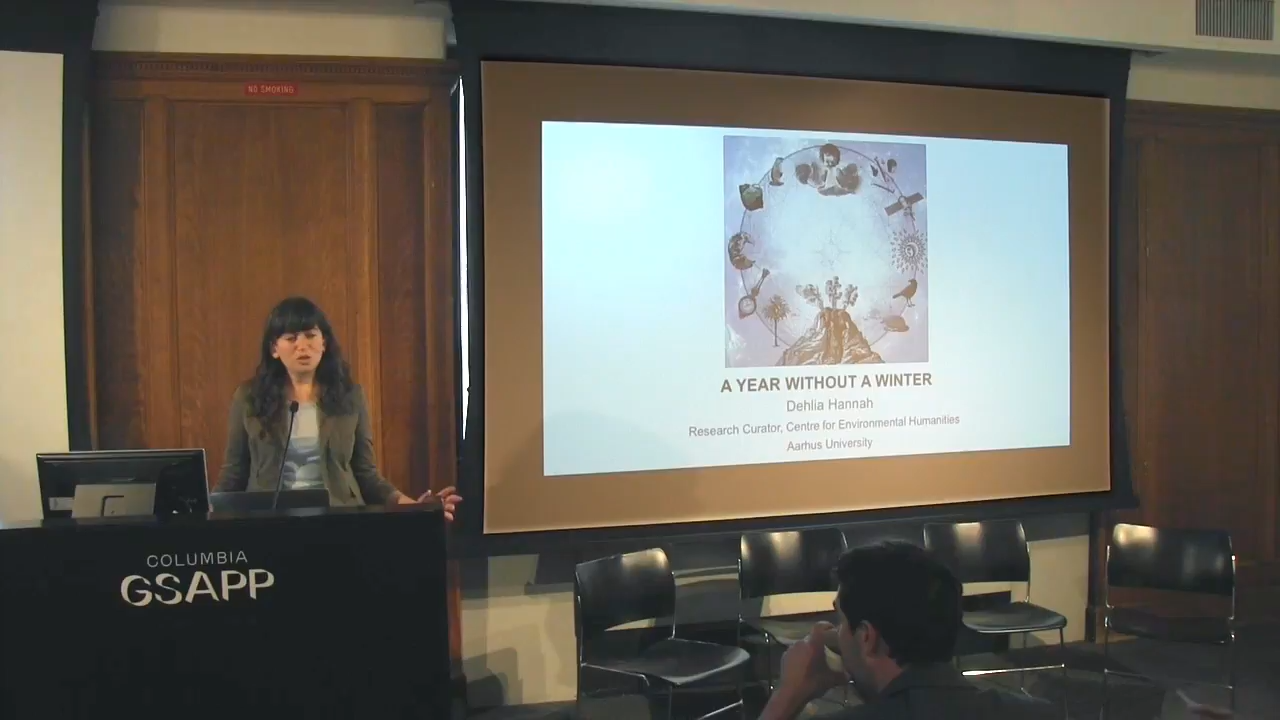 NO SMOKING
A YEAR WITHOUT A WINTER
Dehlia Hannah
Research Curator, Centre for Environmental Humanities
Aarhus University
COLUMBIA
GSAPP